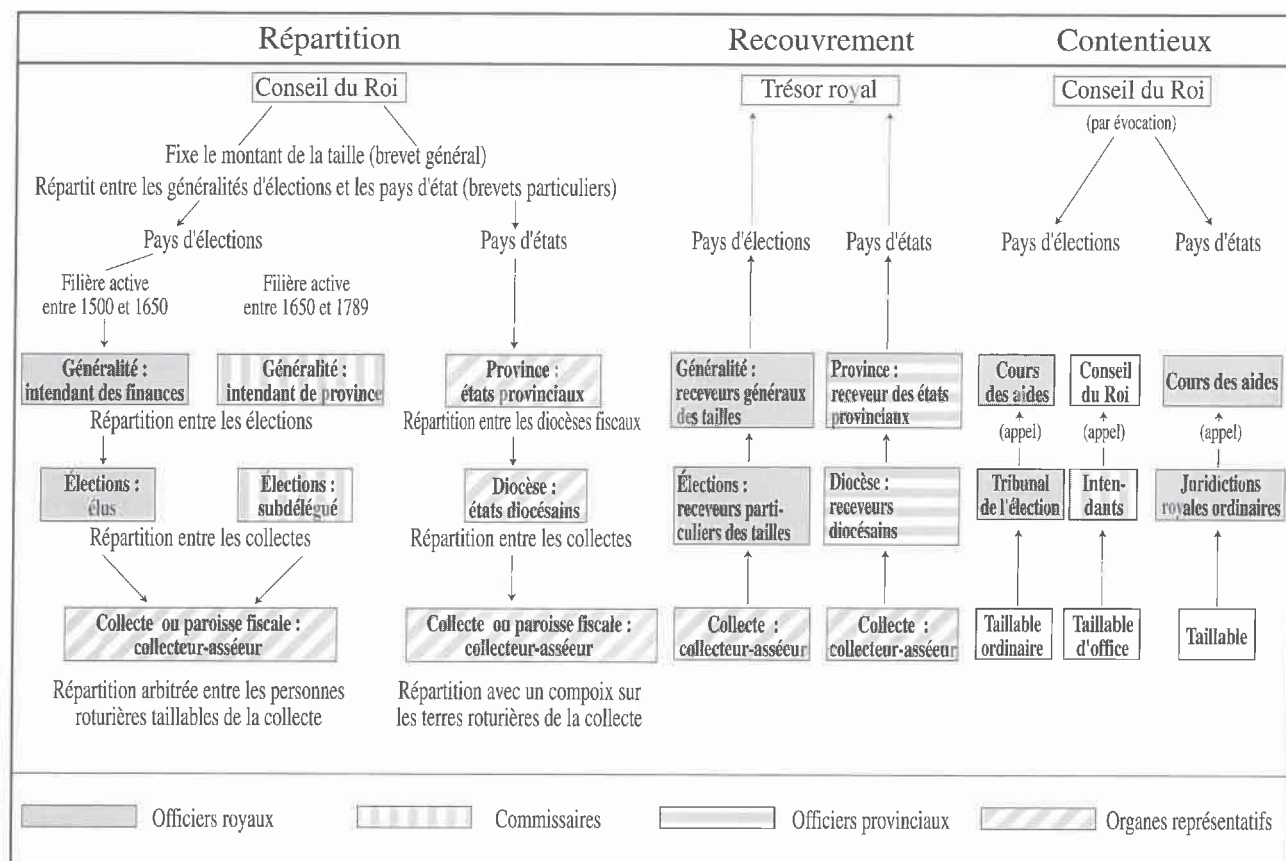 Répartition
Recouvrement
Contentieux
Conseil du Roi
Fixe le montant de la taille (brevet général)
Répartit entre les généralités d'élections et les pays d'état (brevets particuliers)
Pays d'élections
Pays d'états
Filière active
entre 1500 et 1650
Filière active
entre 1650 et 1789
Généralité :
intendant des finances
Généralité :
intendant de province
Province :
états provinciaux
Répartition entre les élections
Répartition entre les diocèses fiscaux
Élections :
élus
Élections :
subdélégué
Diocèse :
états diocésains
Répartition entre les collectes
Répartition entre les collectes
Collecte ou paroisse fiscale :
collecteur-asséeur
Collecte ou paroisse fiscale :
collecteur-asséeur
Répartition arbitrée entre les personnes
roturières taillables de la collecte
Répartition avec un compoix sur
les terres roturières de la collecte
Trésor royal
Pays d'élections
Pays d'états
Généralité :
receveurs généraux
des tailles
Province :
receveur des états
provinciaux
Élections :
receveurs parti-
culiers des tailles
Diocèse :
receveurs
diocésains
Collecte :
collecteur-asséeur
Collecte :
collecteur-asséeur
Conseil du Roi
(par évocation)
Pays d'élections
Pays d'états
Cours
des aides
Conseil
du Roi
Cours des aides
(appel)
(appel)
(appel)
Tribunal
de l'élection
Inten-
dants
Juridictions
royales ordinaires
Taillable
ordinaire
Taillable
d'office
Taillable
Officiers royaux
Commissaires
Officiers provinciaux
Organes représentatifs